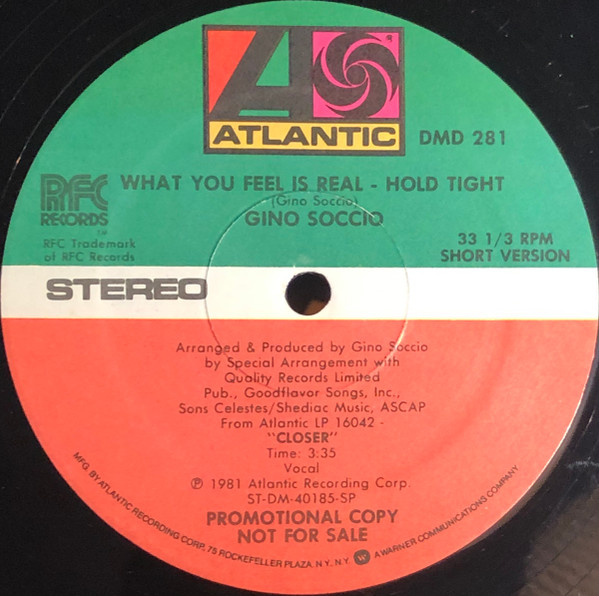 A
ATLANTIC
DMD 281
RFC
RECORDS
™
RFC Trademark
of RFC Records
WHAT YOU FEEL IS REAL - HOLD TIGHT
(Gino Soccio)
GINO SOCCIO
33 1/3 RPM
SHORT VERSION
STEREO
Arranged & Produced by Gino Soccio
by Special Arrangement with
Quality Records Limited
Pub., Goodflavor Songs, Inc.,
Sons Celestes/Shediac Music, ASCAP
From Atlantic LP 16042 -
"CLOSER"
Time: 3:35
Vocal
℗ 1981 Atlantic Recording Corp.
ST-DM-40185-SP
PROMOTIONAL COPY
NOT FOR SALE
MFG. BY ATLANTIC RECORDING CORP. 75 ROCKEFELLER PLAZA N.Y., N.Y. A WARNER COMMUNICATIONS COMPANY